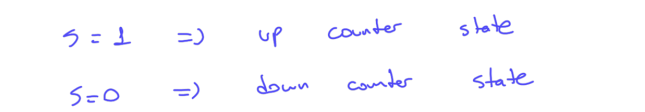 S = 1 => up counter state
S=0 => down counter state